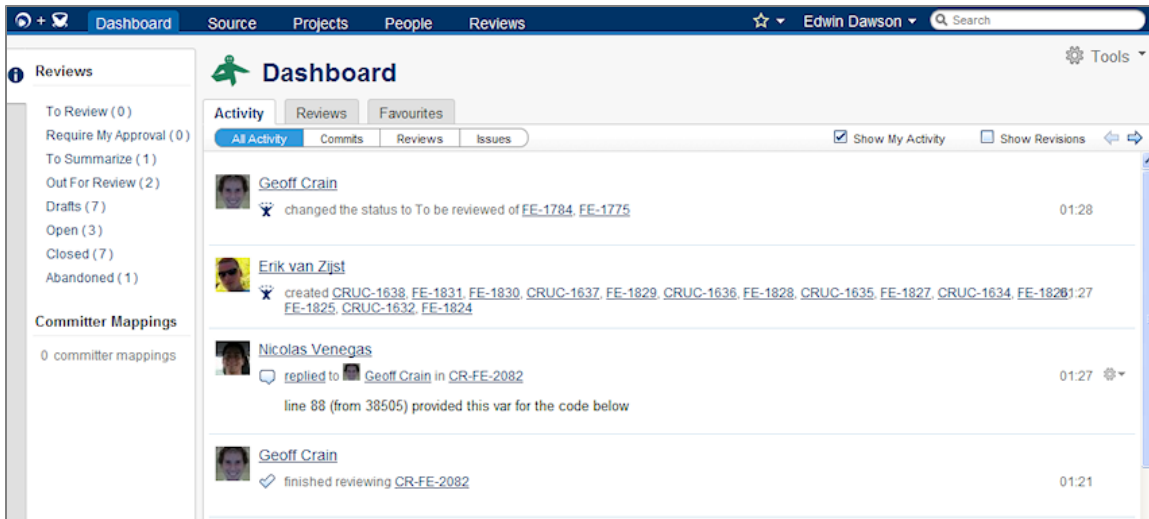 Dashboard Source Projects People Reviews Edwin Dawson Search
Tools
Reviews
To Review (0)
Require My Approval (0)
To Summarize (1)
Out For Review (2)
Drafts (7)
Open (3)
Closed (7)
Abandoned (1)
Committer Mappings
0 committer mappings
Dashboard
Activity Reviews Favourites
All Activity Commits Reviews Issues Show My Activity Show Revisions
Geoff Crain
changed the status to To be reviewed of FE-1784, FE-1775 01:28
Erik van Zijst
created CRUC-1638, FE-1831, FE-1830, CRUC-1637, FE-1829, CRUC-1636, FE-1828, CRUC-1635, FE-1827, CRUC-1634, FE-1826, 01:27
FE-1825, CRUC-1632, FE-1824
Nicolas Venegas
replied to Geoff Crain in CR-FE-2082 01:27
line 88 (from 38505) provided this var for the code below
Geoff Crain
finished reviewing CR-FE-2082 01:21